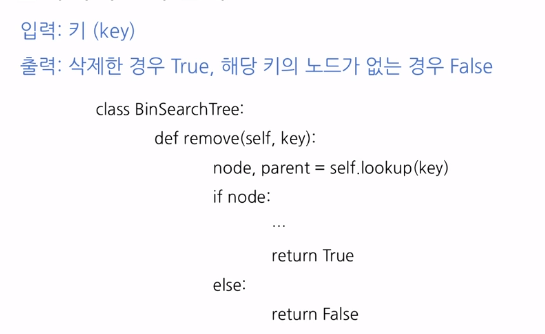 입력: 키 (key)
출력: 삭제한 경우 True, 해당 키의 노드가 없는 경우 False
class BinSearchTree:
def remove(self, key):
node, parent = self.lookup(key)
if node:
…
return True
else:
return False